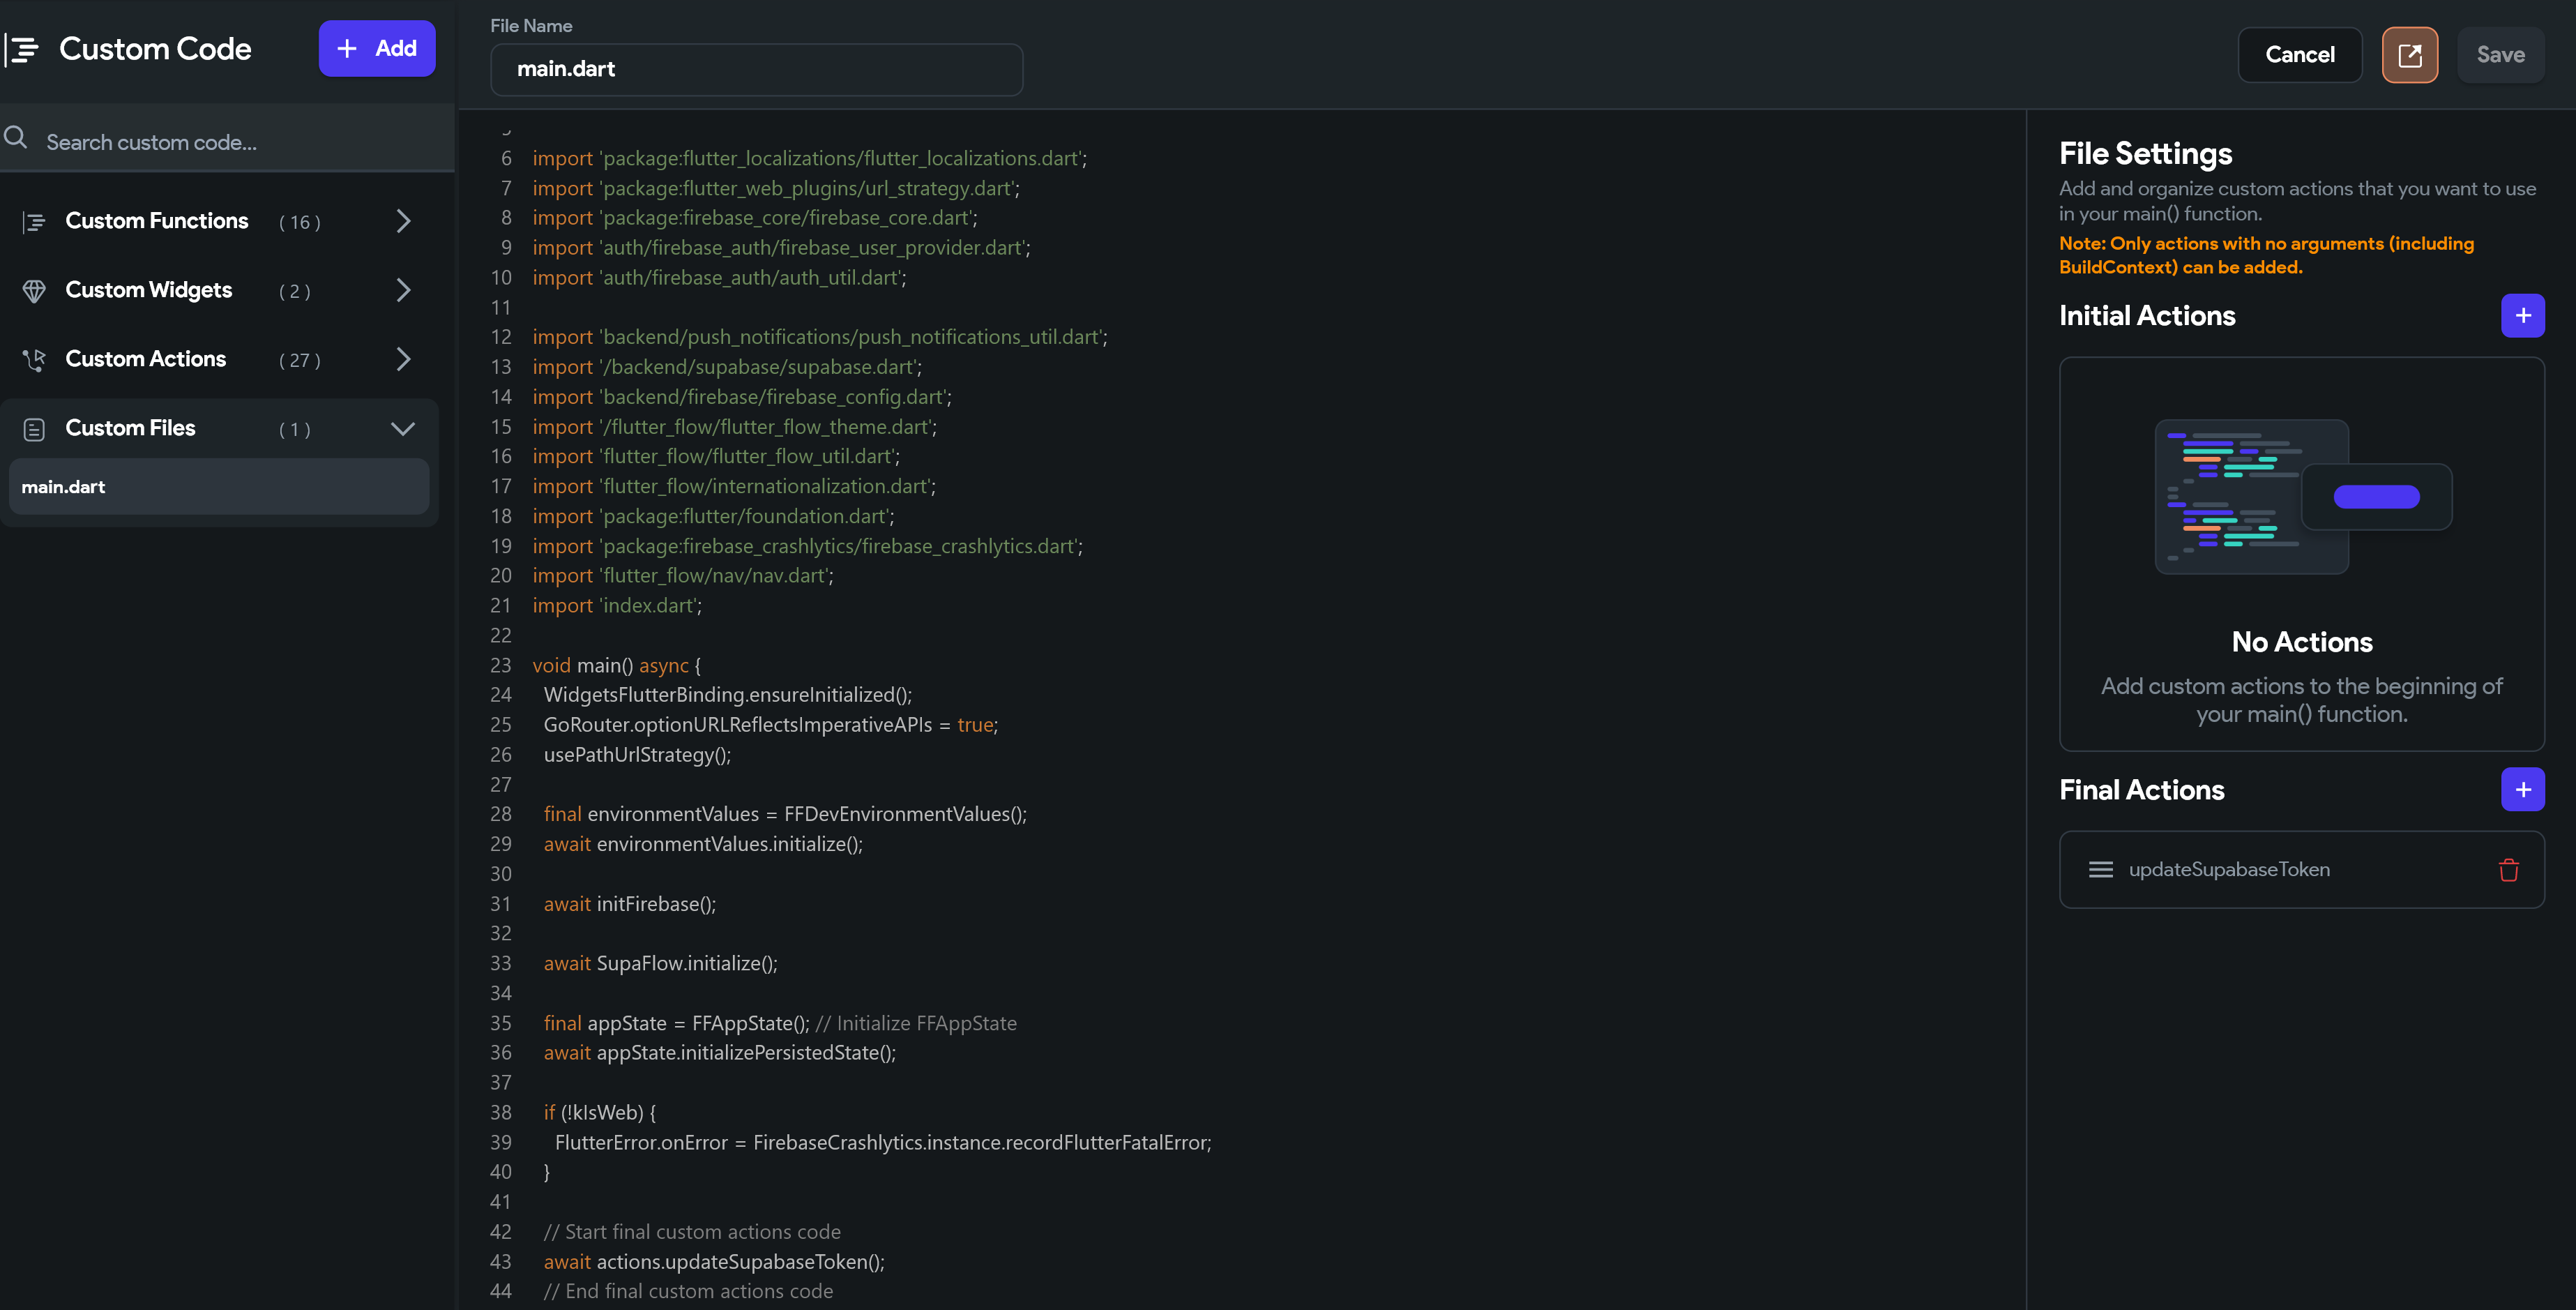 Custom Code
+ Add
Search custom code...
Custom Functions ( 16 )
Custom Widgets ( 2 )
Custom Actions ( 27 )
Custom Files ( 1 )
main.dart
File Name
main.dart
Cancel
Save
6 import 'package:flutter_localizations/flutter_localizations.dart';
7 import 'package:flutter_web_plugins/url_strategy.dart';
8 import 'package:firebase_core/firebase_core.dart';
9 import 'auth/firebase_auth/firebase_user_provider.dart';
10 import 'auth/firebase_auth/auth_util.dart';
11
12 import 'backend/push_notifications/push_notifications_util.dart';
13 import '/backend/supabase/supabase.dart';
14 import 'backend/firebase/firebase_config.dart';
15 import '/flutter_flow/flutter_flow_theme.dart';
16 import 'flutter_flow/flutter_flow_util.dart';
17 import 'flutter_flow/internationalization.dart';
18 import 'package:flutter/foundation.dart';
19 import 'package:firebase_crashlytics/firebase_crashlytics.dart';
20 import 'flutter_flow/nav/nav.dart';
21 import 'index.dart';
22
23 void main() async {
24 WidgetsFlutterBinding.ensureInitialized();
25 GoRouter.optionURLReflectsImperativeAPIs = true;
26 usePathUrlStrategy();
27
28 final environmentValues = FFDevEnvironmentValues();
29 await environmentValues.initialize();
30
31 await initFirebase();
32
33 await SupaFlow.initialize();
34
35 final appState = FFAppState(); // Initialize FFAppState
36 await appState.initializePersistedState();
37
38 if (!kIsWeb) {
39 FlutterError.onError = FirebaseCrashlytics.instance.recordFlutterFatalError;
40 }
41
42 // Start final custom actions code
43 await actions.updateSupabaseToken();
44 // End final custom actions code
File Settings
Add and organize custom actions that you want to use
in your main() function.
Note: Only actions with no arguments (including
BuildContext) can be added.
Initial Actions
+
No Actions
Add custom actions to the beginning of
your main() function.
Final Actions
+
updateSupabaseToken